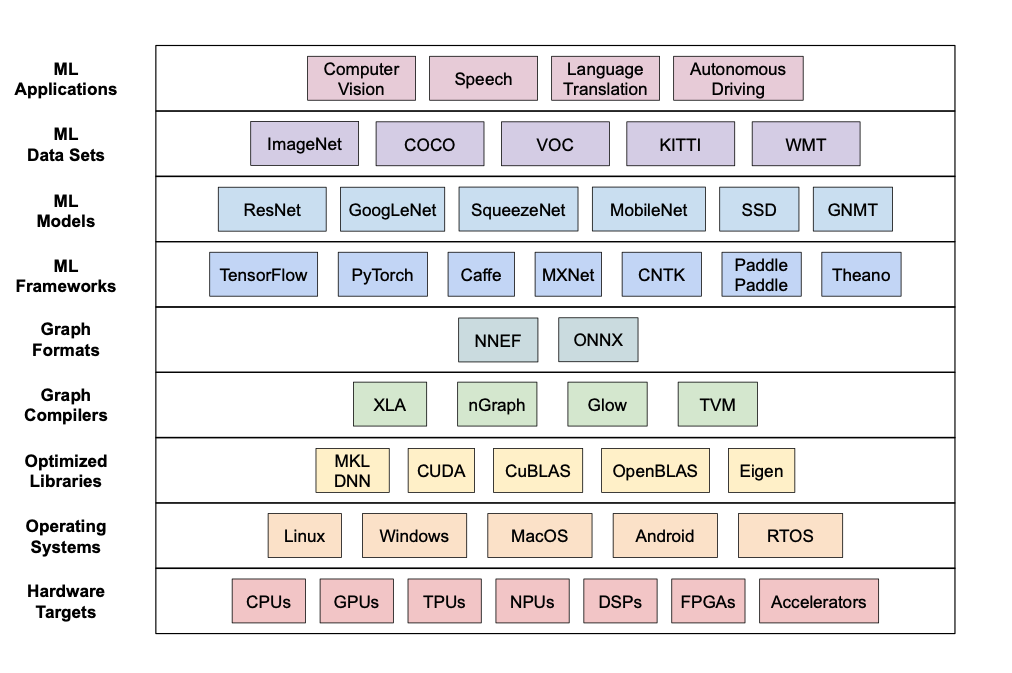 ML
Applications
Computer
Vision
Speech
Language
Translation
Autonomous
Driving
ML
Data Sets
ImageNet
COCO
VOC
KITTI
WMT
ML
Models
ResNet
GoogLeNet
SqueezeNet
MobileNet
SSD
GNMT
ML
Frameworks
TensorFlow
PyTorch
Caffe
MXNet
CNTK
Paddle
Paddle
Theano
Graph
Formats
NNEF
ONNX
Graph
Compilers
XLA
nGraph
Glow
TVM
Optimized
Libraries
MKL
DNN
CUDA
CuBLAS
OpenBLAS
Eigen
Operating
Systems
Linux
Windows
MacOS
Android
RTOS
Hardware
Targets
CPUs
GPUs
TPUs
NPUs
DSPs
FPGAs
Accelerators